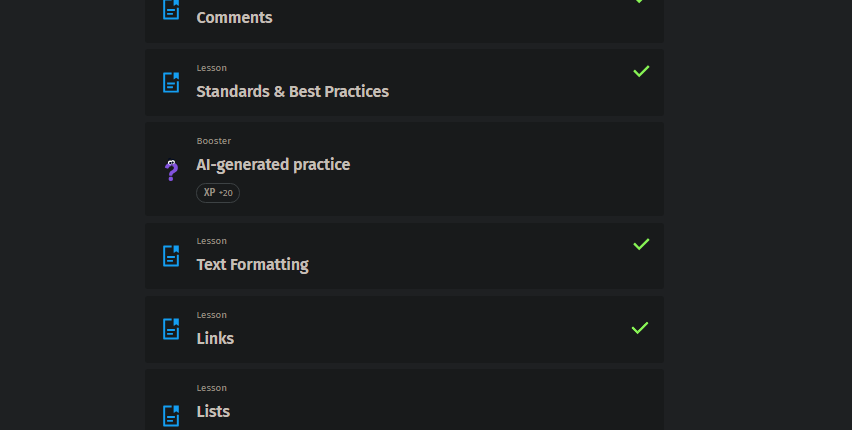 Comments
Lesson
Standards & Best Practices
Booster
AI-generated practice
XP +20
Lesson
Text Formatting
Lesson
Links
Lesson
Lists